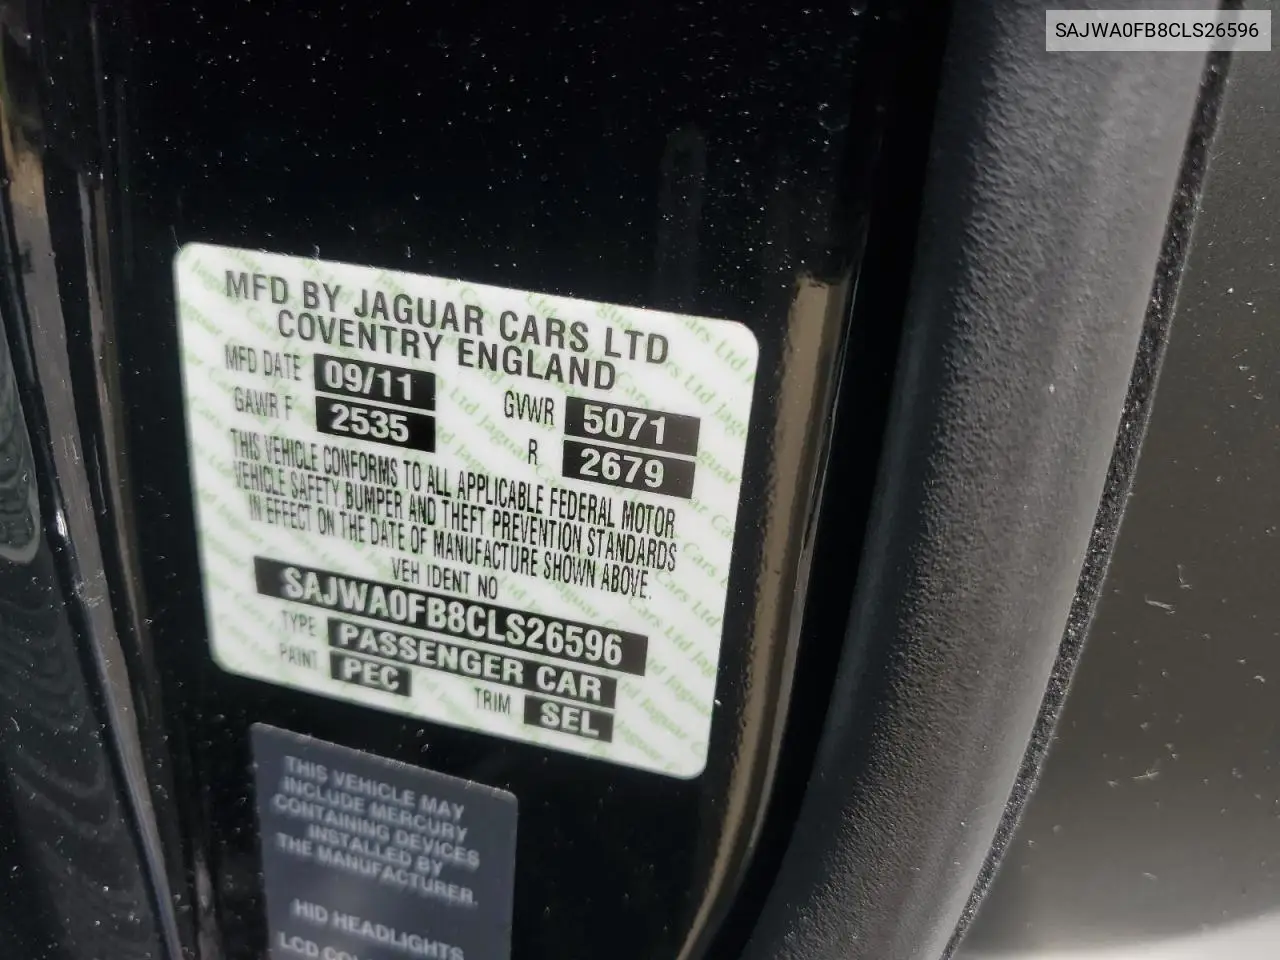 SAJWA0FB8CLS26596
MFD BY JAGUAR CARS LTD
COVENTRY ENGLAND
MFD DATE 09/11 GVWR 5071
GAWR F 2535 R 2679
THIS VEHICLE CONFORMS TO ALL APPLICABLE FEDERAL MOTOR
VEHICLE SAFETY BUMPER AND THEFT PREVENTION STANDARDS
IN EFFECT ON THE DATE OF MANUFACTURE SHOWN ABOVE.
VEH IDENT NO
SAJWA0FB8CLS26596
TYPE PASSENGER CAR
PAINT PEC TRIM SEL
THIS VEHICLE MAY
INCLUDE MERCURY
CONTAINING DEVICES
INSTALLED BY
THE MANUFACTURER.
HID HEADLIGHTS
LCD